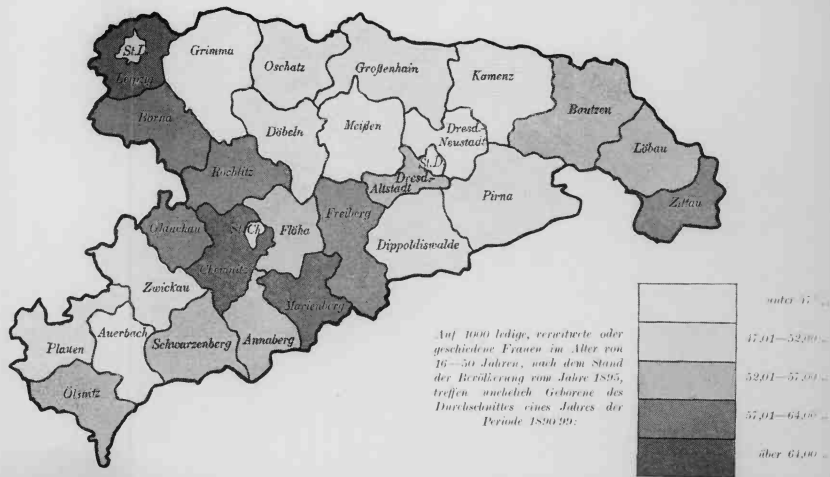 Grimma
Oschatz
Großenhain
Kamenz
St.L.
Leipzig
Borna
Döbeln
Meißen
Dresd.-
Neustadt
St.D.
Dresd.-
Altstadt
Bautzen
Löbau
Zittau
Rochlitz
Pirna
Glauchau
St.Ch.
Chemnitz
Flöha
Freiberg
Dippoldiswalde
Zwickau
Marienberg
Plauen
Auerbach
Schwarzenberg
Annaberg
Ölsnitz
Auf 1000 ledige, verwitwete oder
geschiedene Frauen im Alter von
16—50 Jahren, nach dem Stand
der Bevölkerung vom Jahre 1895,
treffen unehelich Geborene des
Durchschnittes eines Jahres der
Periode 1890/99:
unter 47
47,01—52,00
52,01—57,00
57,01—64,00
über 64,00